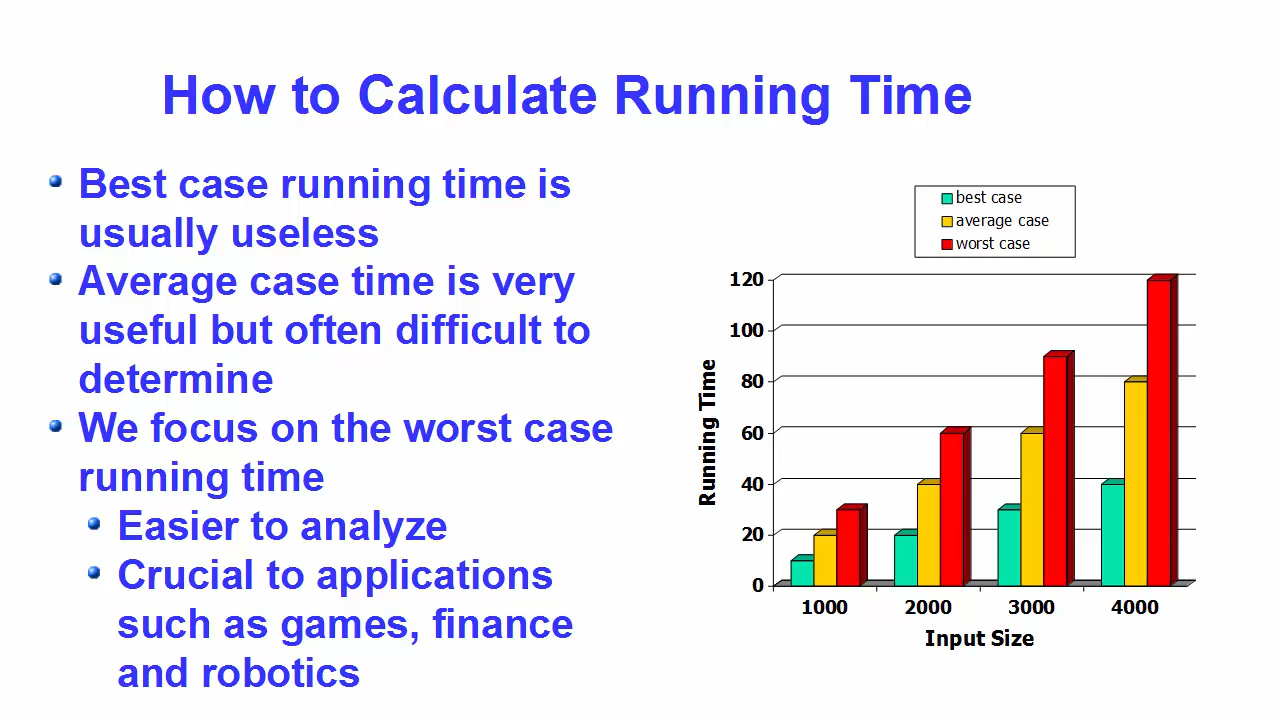 How to Calculate Running Time
Best case running time is
usually useless
Average case time is very
useful but often difficult to
determine
We focus on the worst case
running time
Easier to analyze
Crucial to applications
such as games, finance
and robotics
best case
average case
worst case
120
100
80
60
40
20
0
Running Time
1000 2000 3000 4000
Input Size